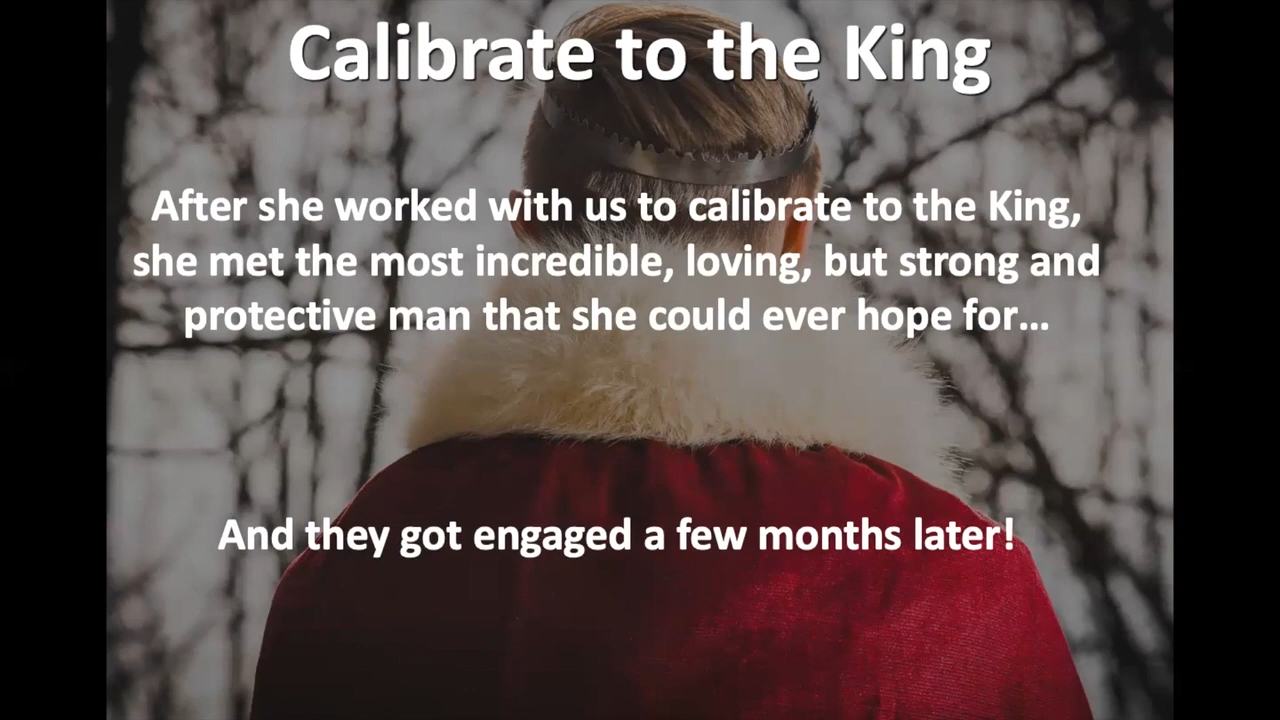 Calibrate to the King
After she worked with us to calibrate to the King,
she met the most incredible, loving, but strong and
protective man that she could ever hope for...
And they got engaged a few months later!